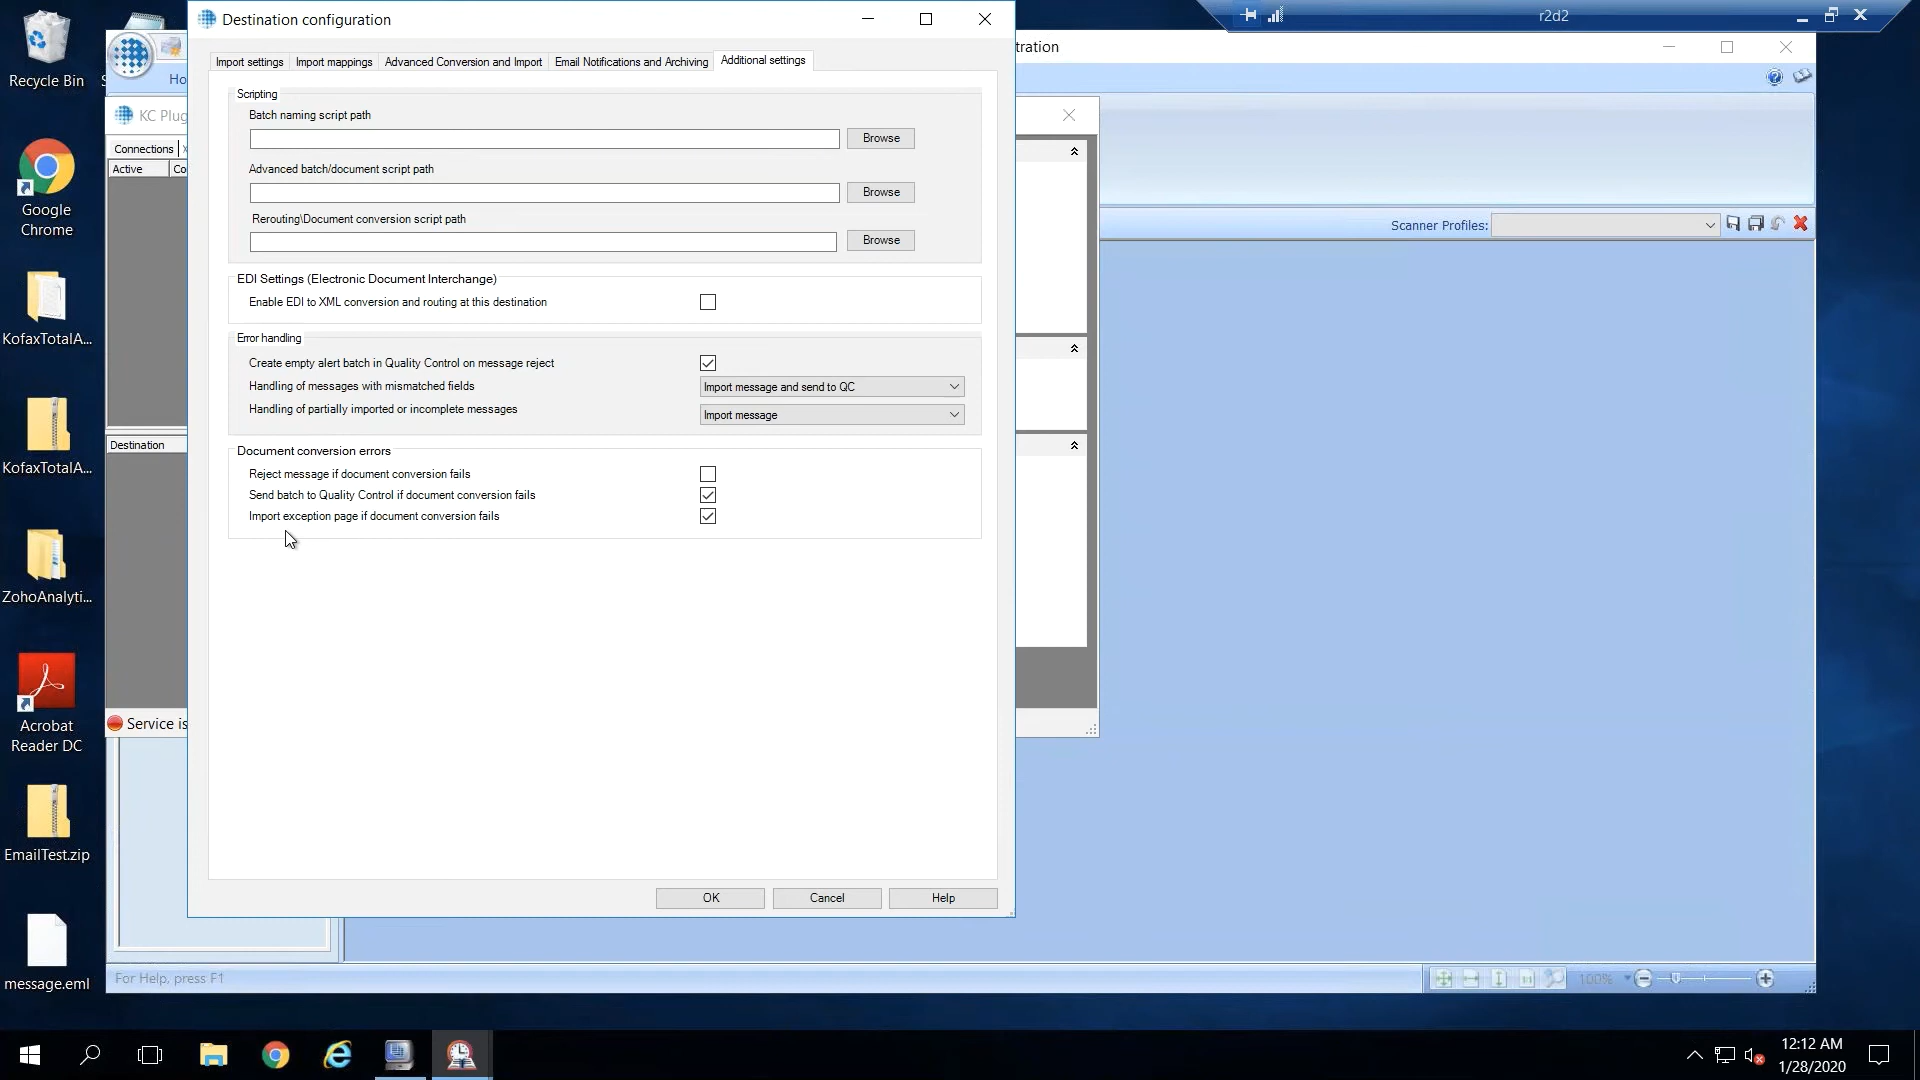 Destination configuration
r2d2
tration
Recycle Bin
S
Ho
Import settings
Import mappings
Advanced Conversion and Import
Email Notifications and Archiving
Additional settings
Scripting
Batch naming script path
Browse
KC Plug
Connections
Active
Co
Advanced batch/document script path
Browse
Google
Chrome
Rerouting\Document conversion script path
Browse
Scanner Profiles:
EDI Settings (Electronic Document Interchange)
Enable EDI to XML conversion and routing at this destination
KofaxTotalA...
Error handling
Create empty alert batch in Quality Control on message reject
Handling of messages with mismatched fields
Import message and send to QC
Handling of partially imported or incomplete messages
Import message
Destination
Document conversion errors
KofaxTotalA...
Reject message if document conversion fails
Send batch to Quality Control if document conversion fails
Import exception page if document conversion fails
ZohoAnalyti...
Acrobat
Reader DC
Service is
EmailTest.zip
OK
Cancel
Help
message.eml
For Help, press F1
100%
12:12 AM
1/28/2020